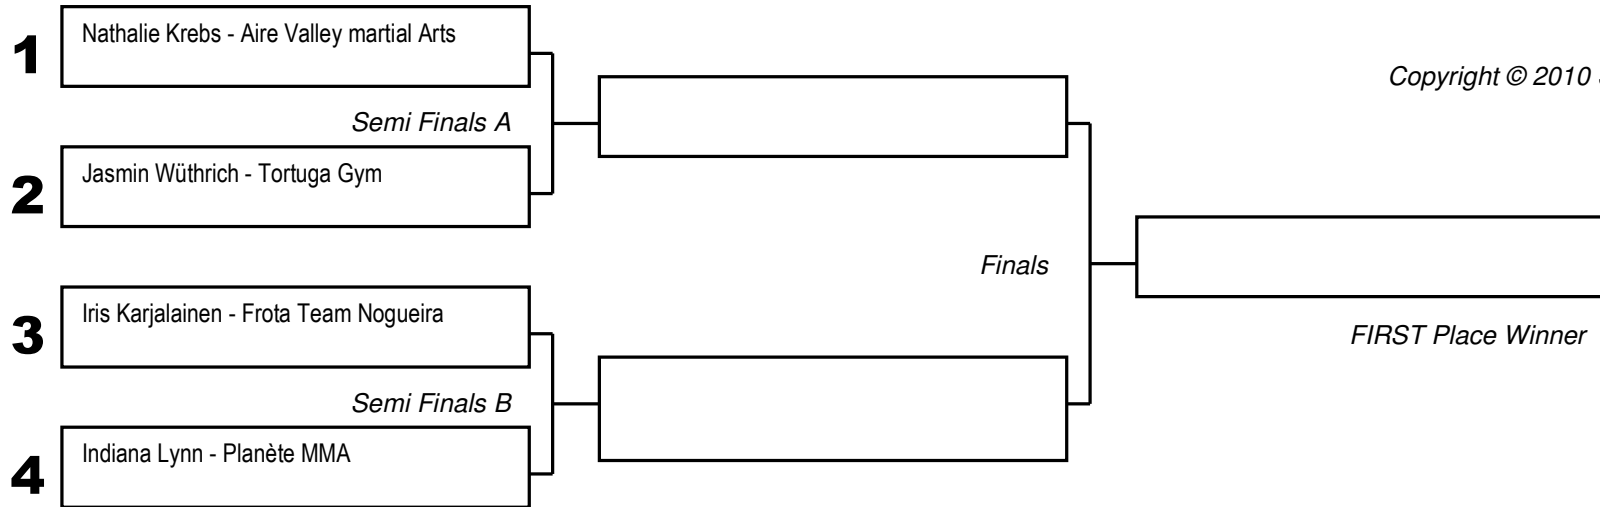 1
Nathalie Krebs - Aire Valley martial Arts
Copyright © 2010
Semi Finals A
2
Jasmin Wüthrich - Tortuga Gym
Finals
3
Iris Karjalainen - Frota Team Nogueira
FIRST Place Winner
Semi Finals B
4
Indiana Lynn - Planète MMA